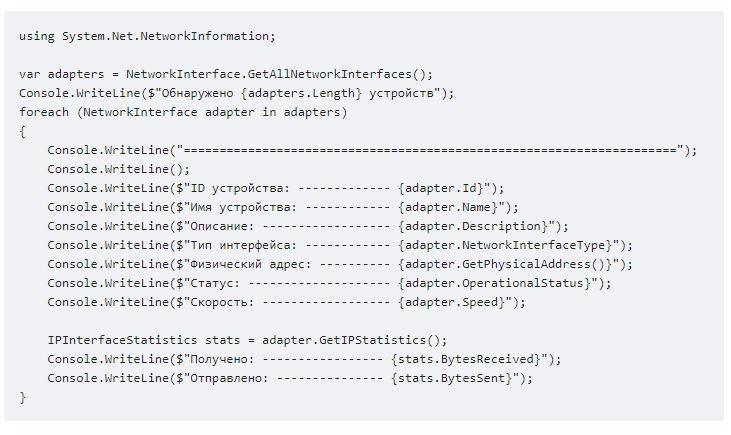 using System.Net.NetworkInformation;

var adapters = NetworkInterface.GetAllNetworkInterfaces();
Console.WriteLine($"Обнаружено {adapters.Length} устройств");
foreach (NetworkInterface adapter in adapters)
{
    Console.WriteLine("=====================================================================");
    Console.WriteLine();
    Console.WriteLine($"ID устройства: ------------- {adapter.Id}");
    Console.WriteLine($"Имя устройства: ------------ {adapter.Name}");
    Console.WriteLine($"Описание: ------------------ {adapter.Description}");
    Console.WriteLine($"Тип интерфейса: ------------ {adapter.NetworkInterfaceType}");
    Console.WriteLine($"Физический адрес: ---------- {adapter.GetPhysicalAddress()}");
    Console.WriteLine($"Статус: -------------------- {adapter.OperationalStatus}");
    Console.WriteLine($"Скорость: ------------------ {adapter.Speed}");

    IPInterfaceStatistics stats = adapter.GetIPStatistics();
    Console.WriteLine($"Получено: ----------------- {stats.BytesReceived}");
    Console.WriteLine($"Отправлено: --------------- {stats.BytesSent}");
}